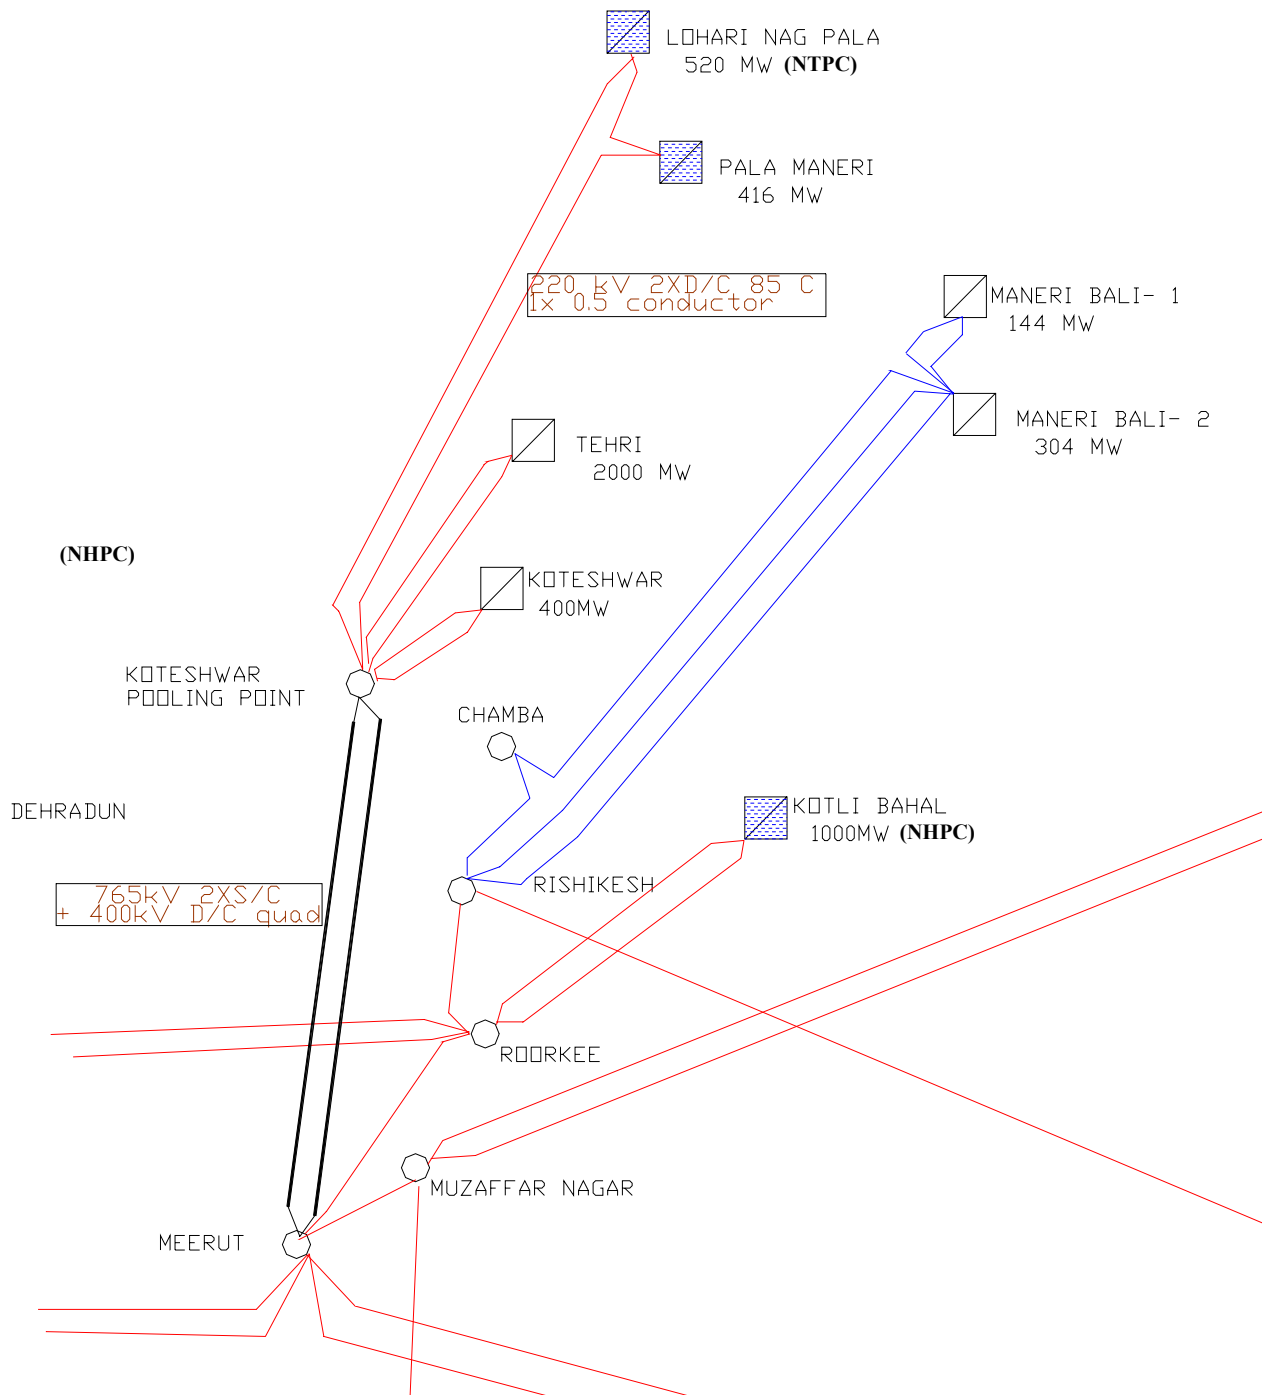 LOHARI NAG PALA
520 MW (NTPC)
PALA MANERI
416 MW
220 kV 2XD/C 85 C
1x 0.5 conductor
MANERI BALI- 1
144 MW
MANERI BALI- 2
304 MW
TEHRI
2000 MW
(NHPC)
KOTESHWAR
400MW
KOTESHWAR
POOLING POINT
CHAMBA
DEHRADUN
KOTLI BAHAL
1000MW (NHPC)
RISHIKESH
765kV 2XS/C
+ 400kV D/C quad
ROORKEE
MUZAFFAR NAGAR
MEERUT